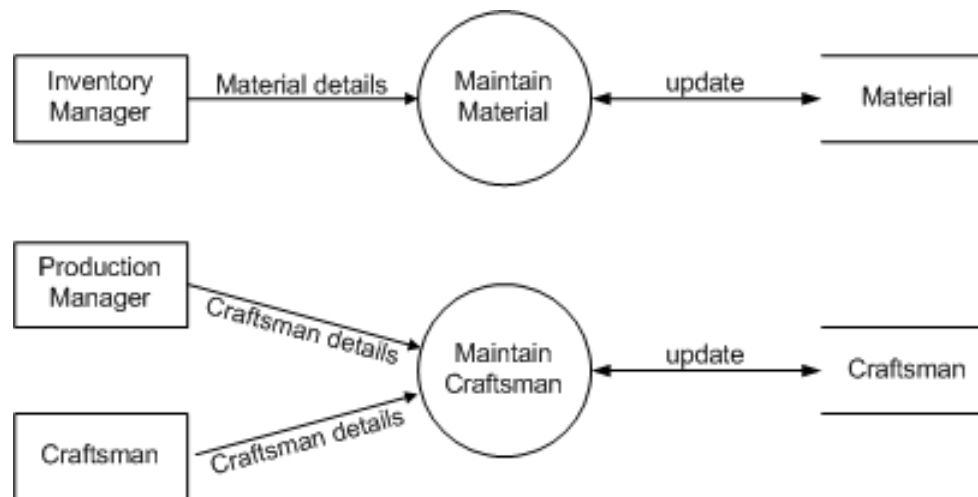 Inventory
Manager
Material details
Maintain
Material
update
Material
Production
Manager
Craftsman details
Maintain
Craftsman
update
Craftsman
Craftsman
Craftsman details